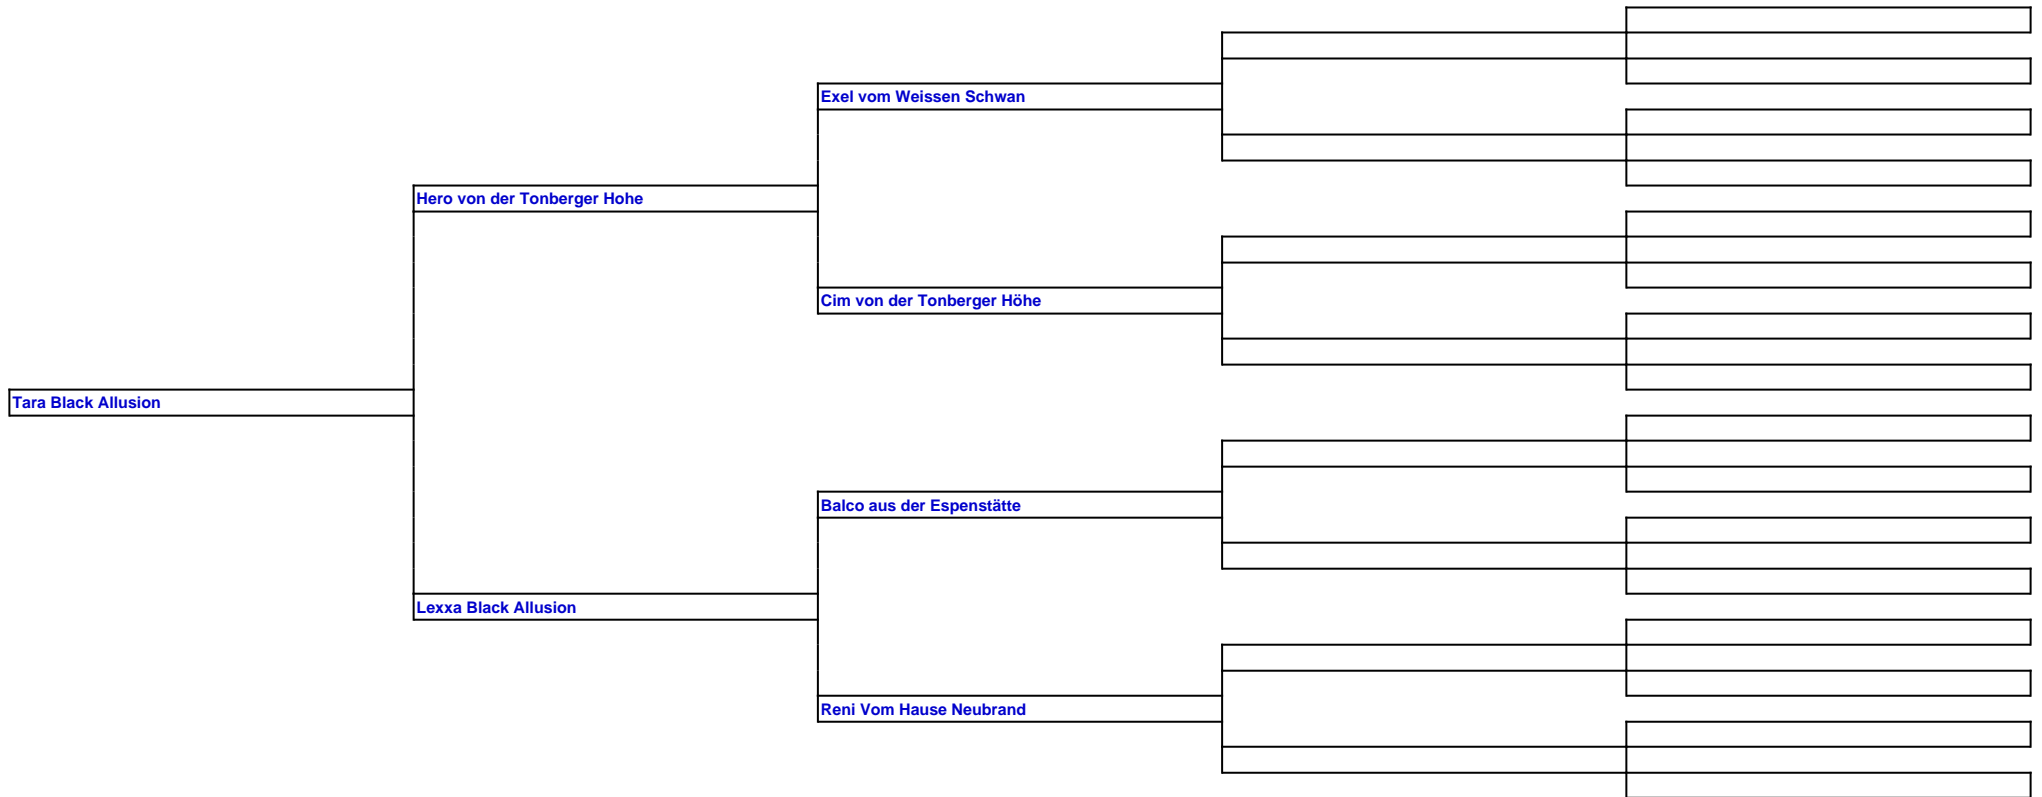 Exel vom Weissen Schwan
Hero von der Tonberger Hohe
Cim von der Tonberger Höhe
Tara Black Allusion
Balco aus der Espenstätte
Lexxa Black Allusion
Reni Vom Hause Neubrand